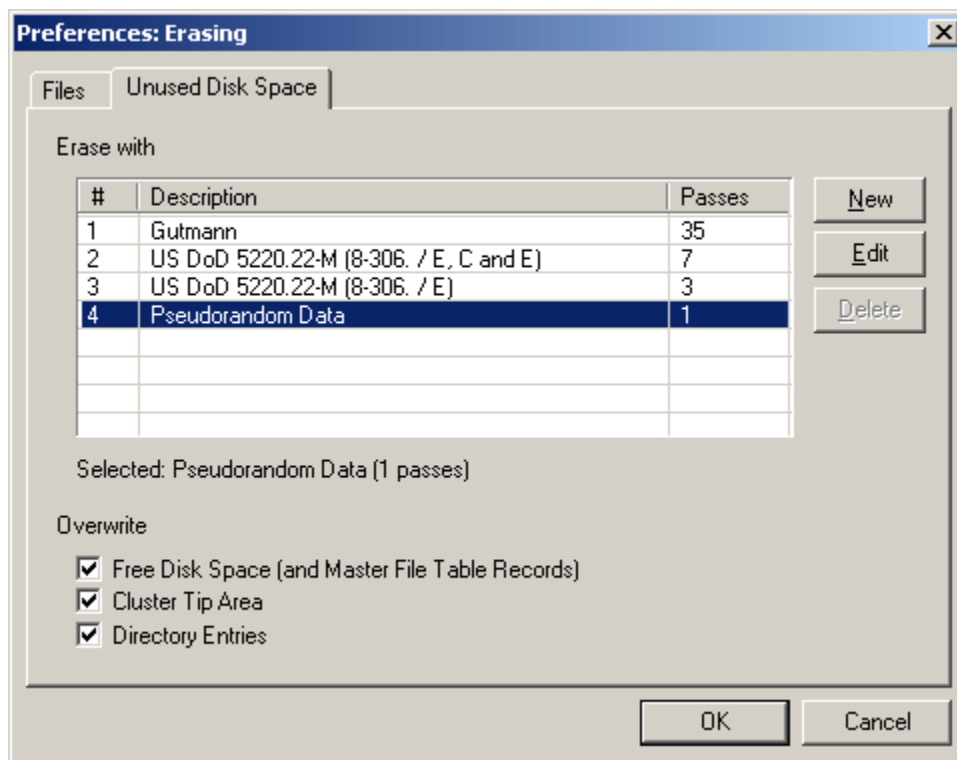 Preferences: Erasing
Files Unused Disk Space
Erase with
# Description Passes
New
1 Gutmann 35
2 US DoD 5220.22-M (8-306. / E, C and E) 7
Edit
3 US DoD 5220.22-M (8-306. / E) 3
4 Pseudorandom Data 1
Delete
Selected: Pseudorandom Data (1 passes)
Overwrite
Free Disk Space (and Master File Table Records)
Cluster Tip Area
Directory Entries
OK Cancel